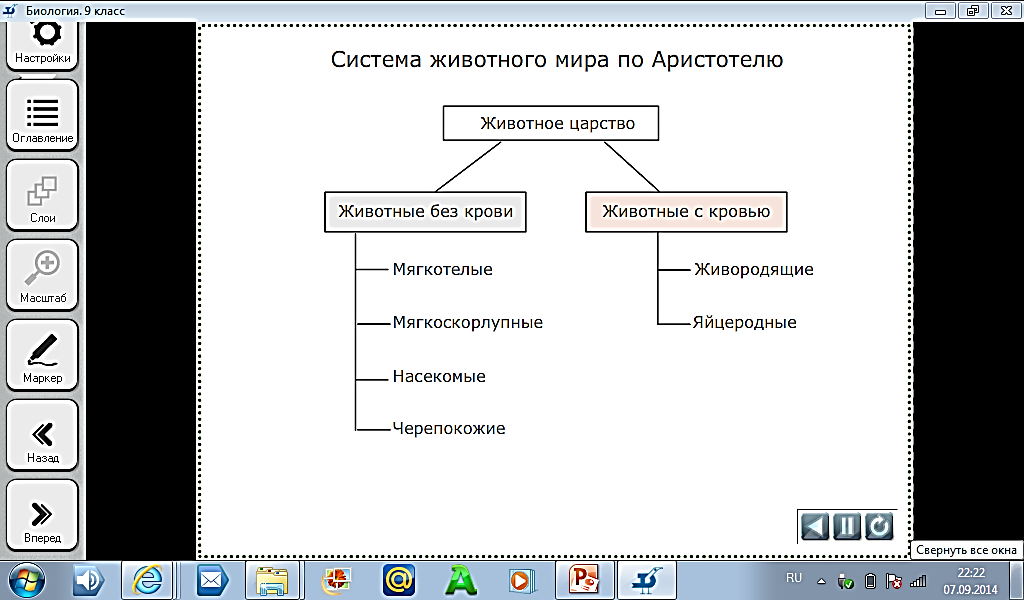 Биология. 9 класс
Настройки
Оглавление
Слои
Масштаб
Маркер
Назад
Вперед
Система животного мира по Аристотелю
Животное царство
Животные без крови
Животные с кровью
Мягкотелые
Мягкоскорлупные
Насекомые
Черепокожие
Живородящие
Яйцеродные
Свернуть все окна
RU
22:22
07.09.2014